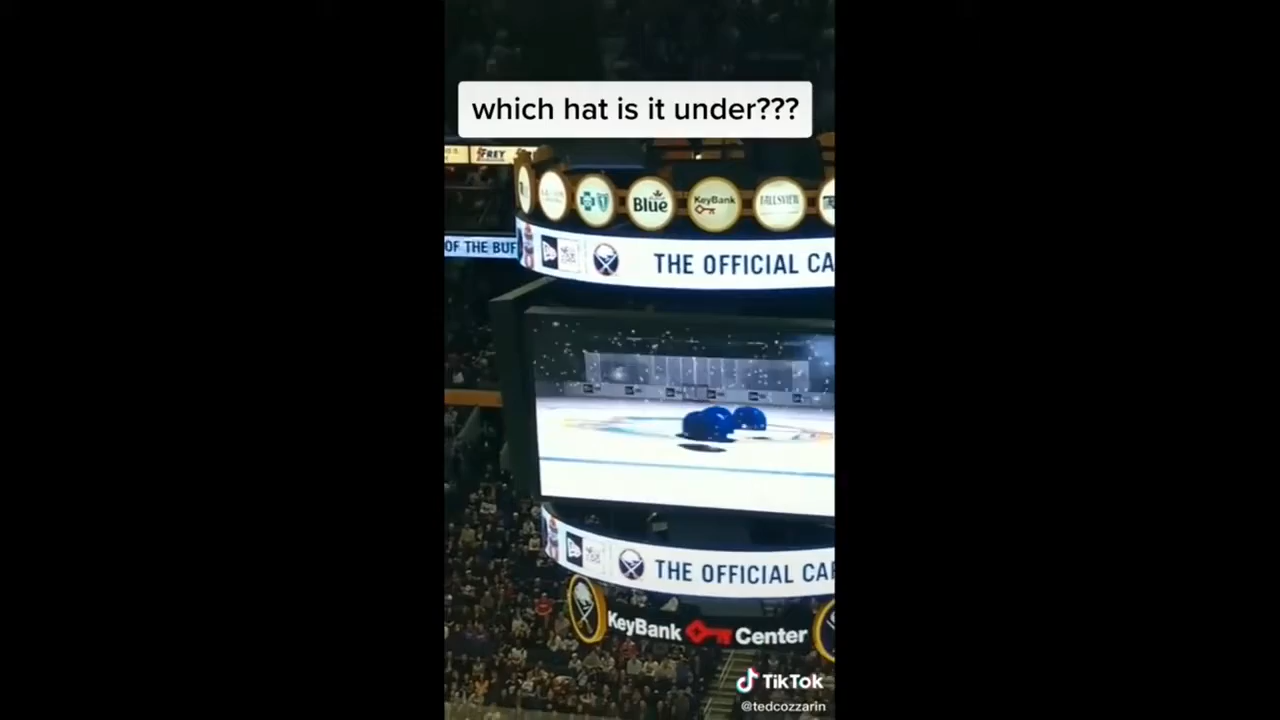 which hat is it under???
FREY
Blue
KeyBank
FALLSVIEW
OF THE BUF
THE OFFICIAL CA
THE OFFICIAL CA
KeyBank Center
TikTok
@tedcozzarin